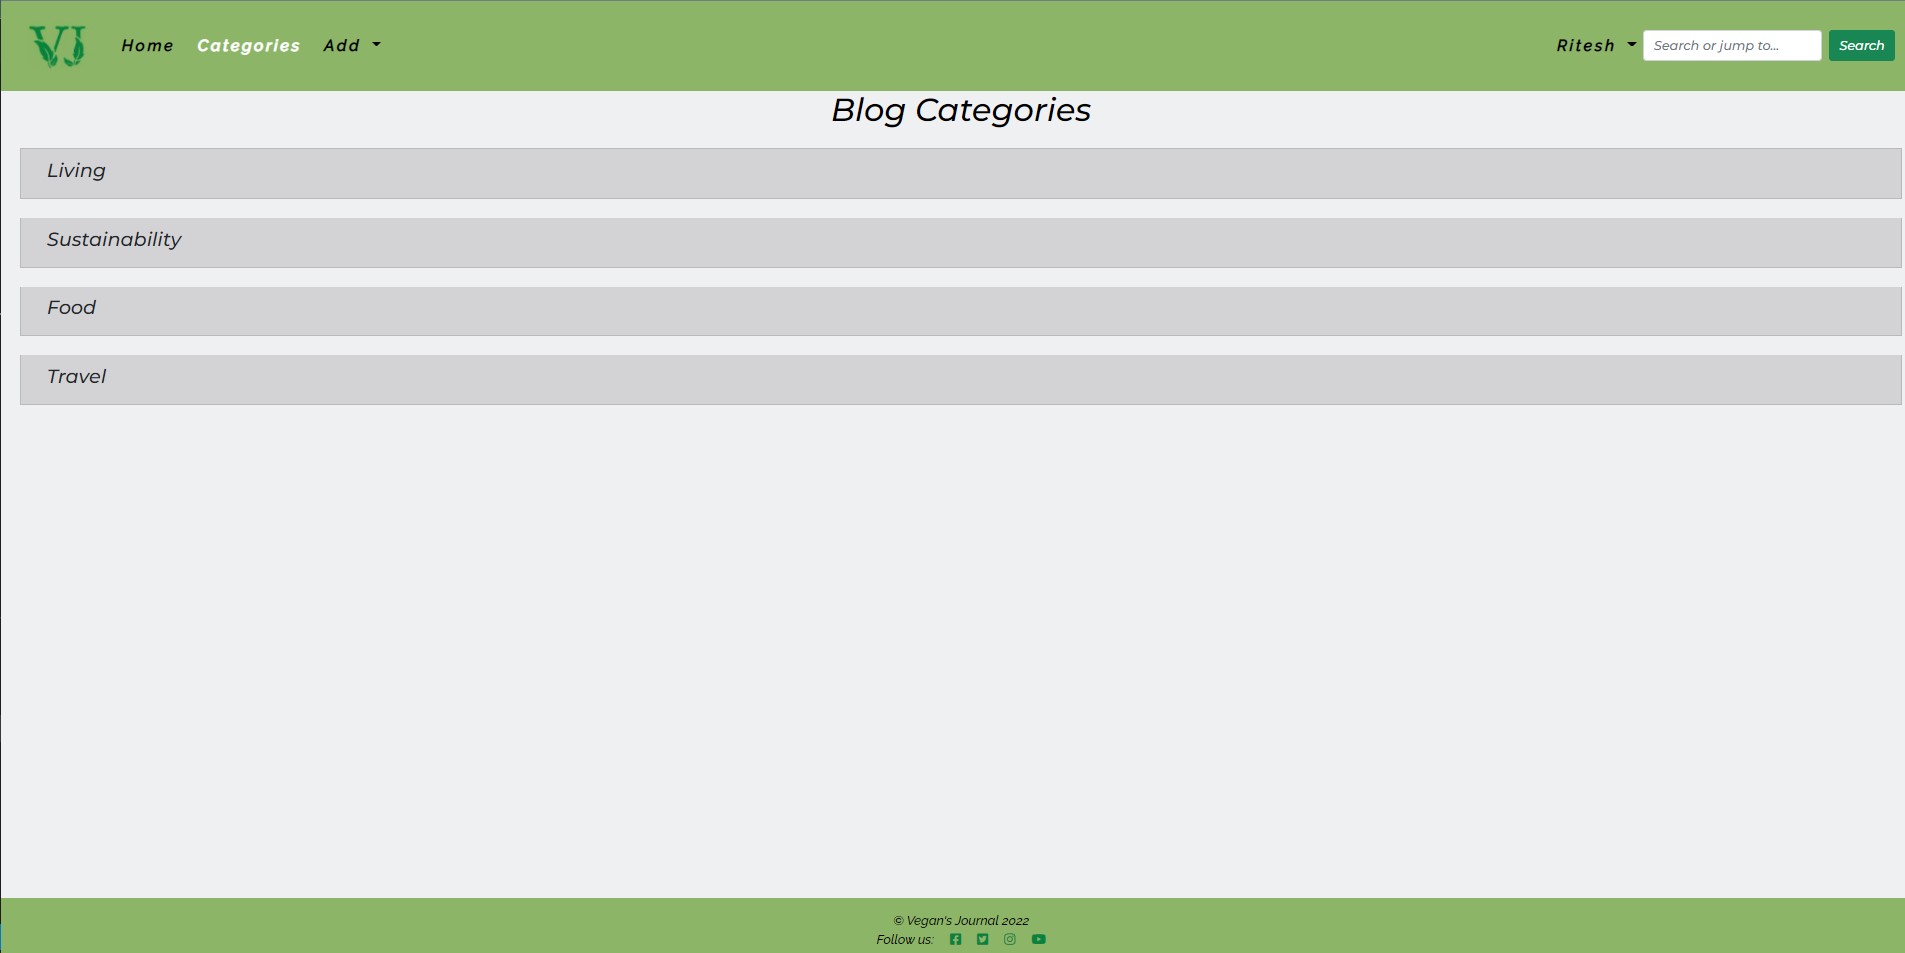 VJ Home Categories Add Ritesh Search or jump to... Search
Blog Categories
Living
Sustainability
Food
Travel
© Vegan's Journal 2022
Follow us: